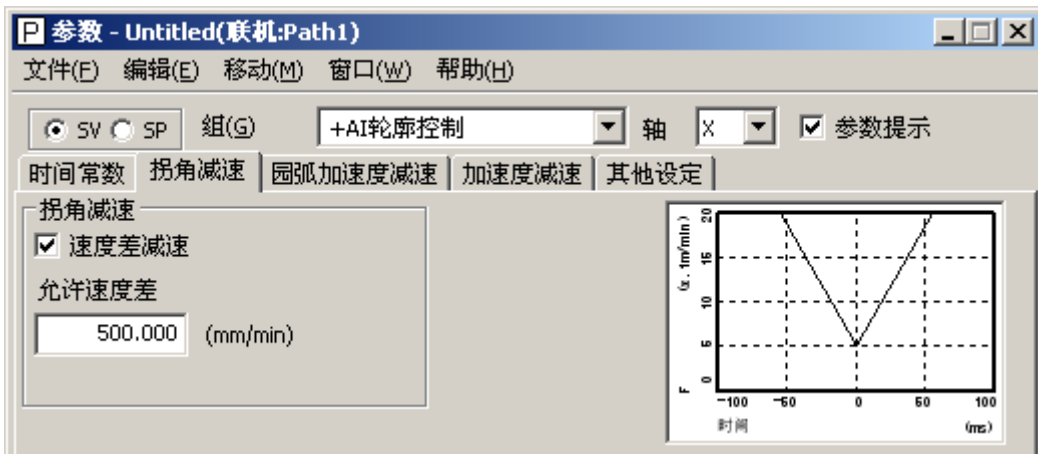 参数 - Untitled(联机:Path1)
文件(F) 编辑(E) 移动(M) 窗口(W) 帮助(H)
SV SP 组(G) +AI轮廓控制 轴 X 参数提示
时间常数 拐角减速 园弧加速度减速 加速度减速 其他设定
拐角减速
速度差减速
允许速度差
500.000 (mm/min)
F (x.1m/min)
20
15
10
5
0
-100 -50 0 50 100
时间 (ms)